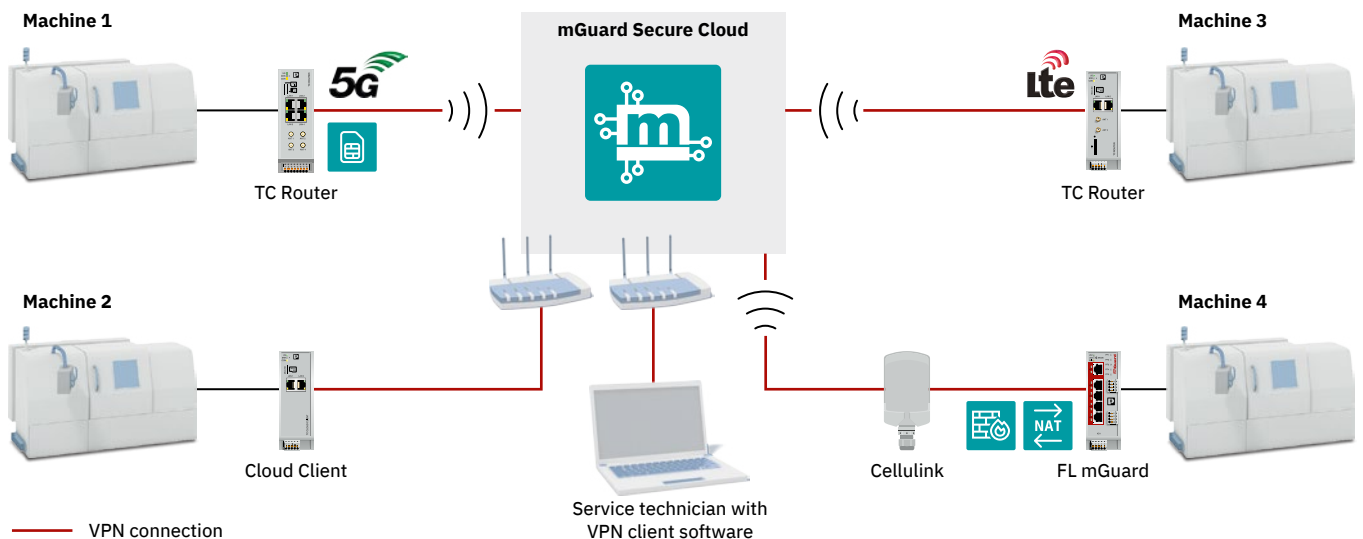 Machine 1
mGuard Secure Cloud
Machine 3
5G
Lte
m
TC Router
TC Router
Machine 2
Machine 4
NAT
Cloud Client
Cellulink
FL mGuard
Service technician with
VPN client software
VPN connection